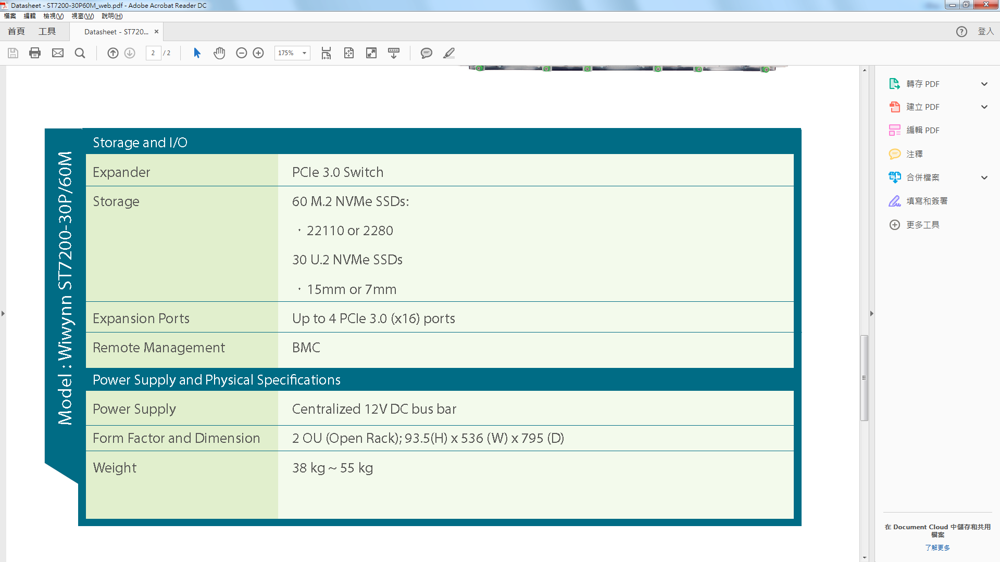 Datasheet - ST7200-30P60M_web.pdf - Adobe Acrobat Reader DC
檔案 編輯 檢視(V) 視窗(W) 說明(H)
首頁 工具 Datasheet - ST720... × ? 登入
2 / 2 175%
Storage and I/O
Expander PCIe 3.0 Switch
Storage 60 M.2 NVMe SSDs:
· 22110 or 2280
30 U.2 NVMe SSDs
· 15mm or 7mm
Expansion Ports Up to 4 PCIe 3.0 (x16) ports
Remote Management BMC
Power Supply and Physical Specifications
Power Supply Centralized 12V DC bus bar
Form Factor and Dimension 2 OU (Open Rack); 93.5(H) x 536 (W) x 795 (D)
Weight 38 kg ~ 55 kg
Model : Wiwynn ST7200-30P/60M
轉存 PDF
建立 PDF
編輯 PDF
注釋
合併檔案
填寫和簽署
更多工具
在 Document Cloud 中儲存和共用
檔案
了解更多